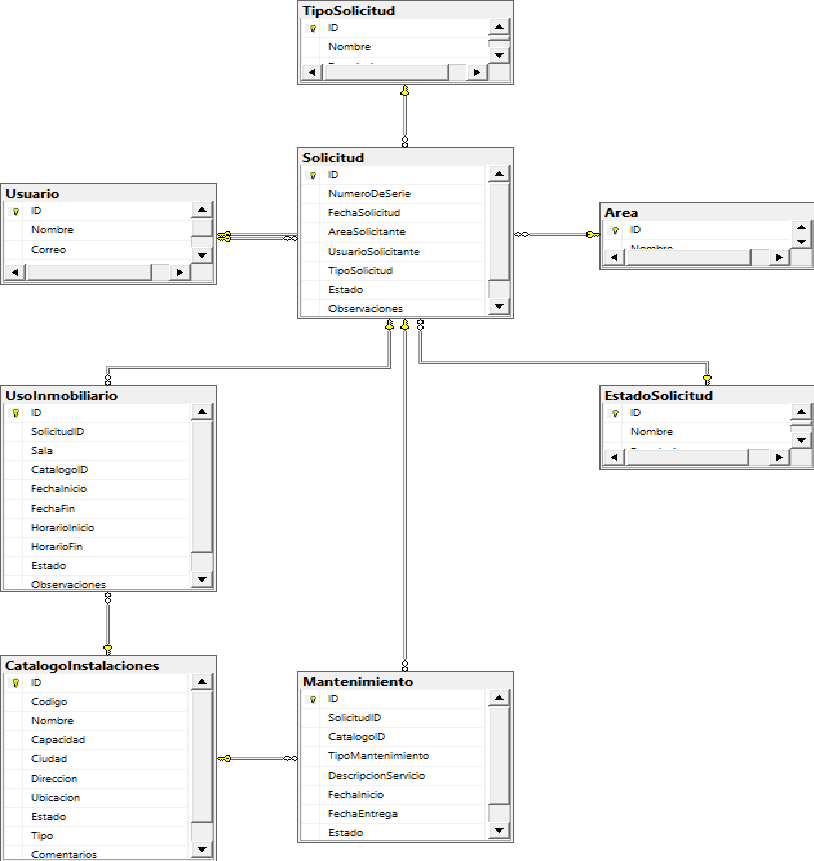 TipoSolicitud
ID
Nombre
Solicitud
ID
NumeroDeSerie
FechaSolicitud
AreaSolicitante
UsuarioSolicitante
TipoSolicitud
Estado
Observaciones
Usuario
ID
Nombre
Correo
Area
ID
Nombre
UsoInmobiliario
ID
SolicitudID
Sala
CatalogoID
FechaInicio
FechaFin
HorarioInicio
HorarioFin
Estado
Observaciones
EstadoSolicitud
ID
Nombre
CatalogoInstalaciones
ID
Codigo
Nombre
Capacidad
Ciudad
Direccion
Ubicacion
Estado
Tipo
Comentarios
Mantenimiento
ID
SolicitudID
CatalogoID
TipoMantenimiento
DescripcionServicio
FechaInicio
FechaEntrega
Estado